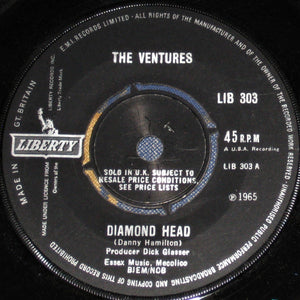 E.M.I. RECORDS LIMITED · ALL RIGHTS OF THE MANUFACTURER AND OF THE OWNER OF THE RECORDED WORK RESERVED
UNAUTHORISED PUBLIC PERFORMANCE BROADCASTING AND COPYING OF THIS RECORD PROHIBITED
MADE IN GT. BRITAIN
THE VENTURES
LIBERTY
LIB 303
45 R.P.M
A U.S.A. Recording
LIB 303 A
SOLD IN U.K. SUBJECT TO
RESALE PRICE CONDITIONS,
SEE PRICE LISTS
℗ 1965
DIAMOND HEAD
(Danny Hamilton)
Producer Dick Glasser
Essex Music, Mecolico
BIEM/NCB